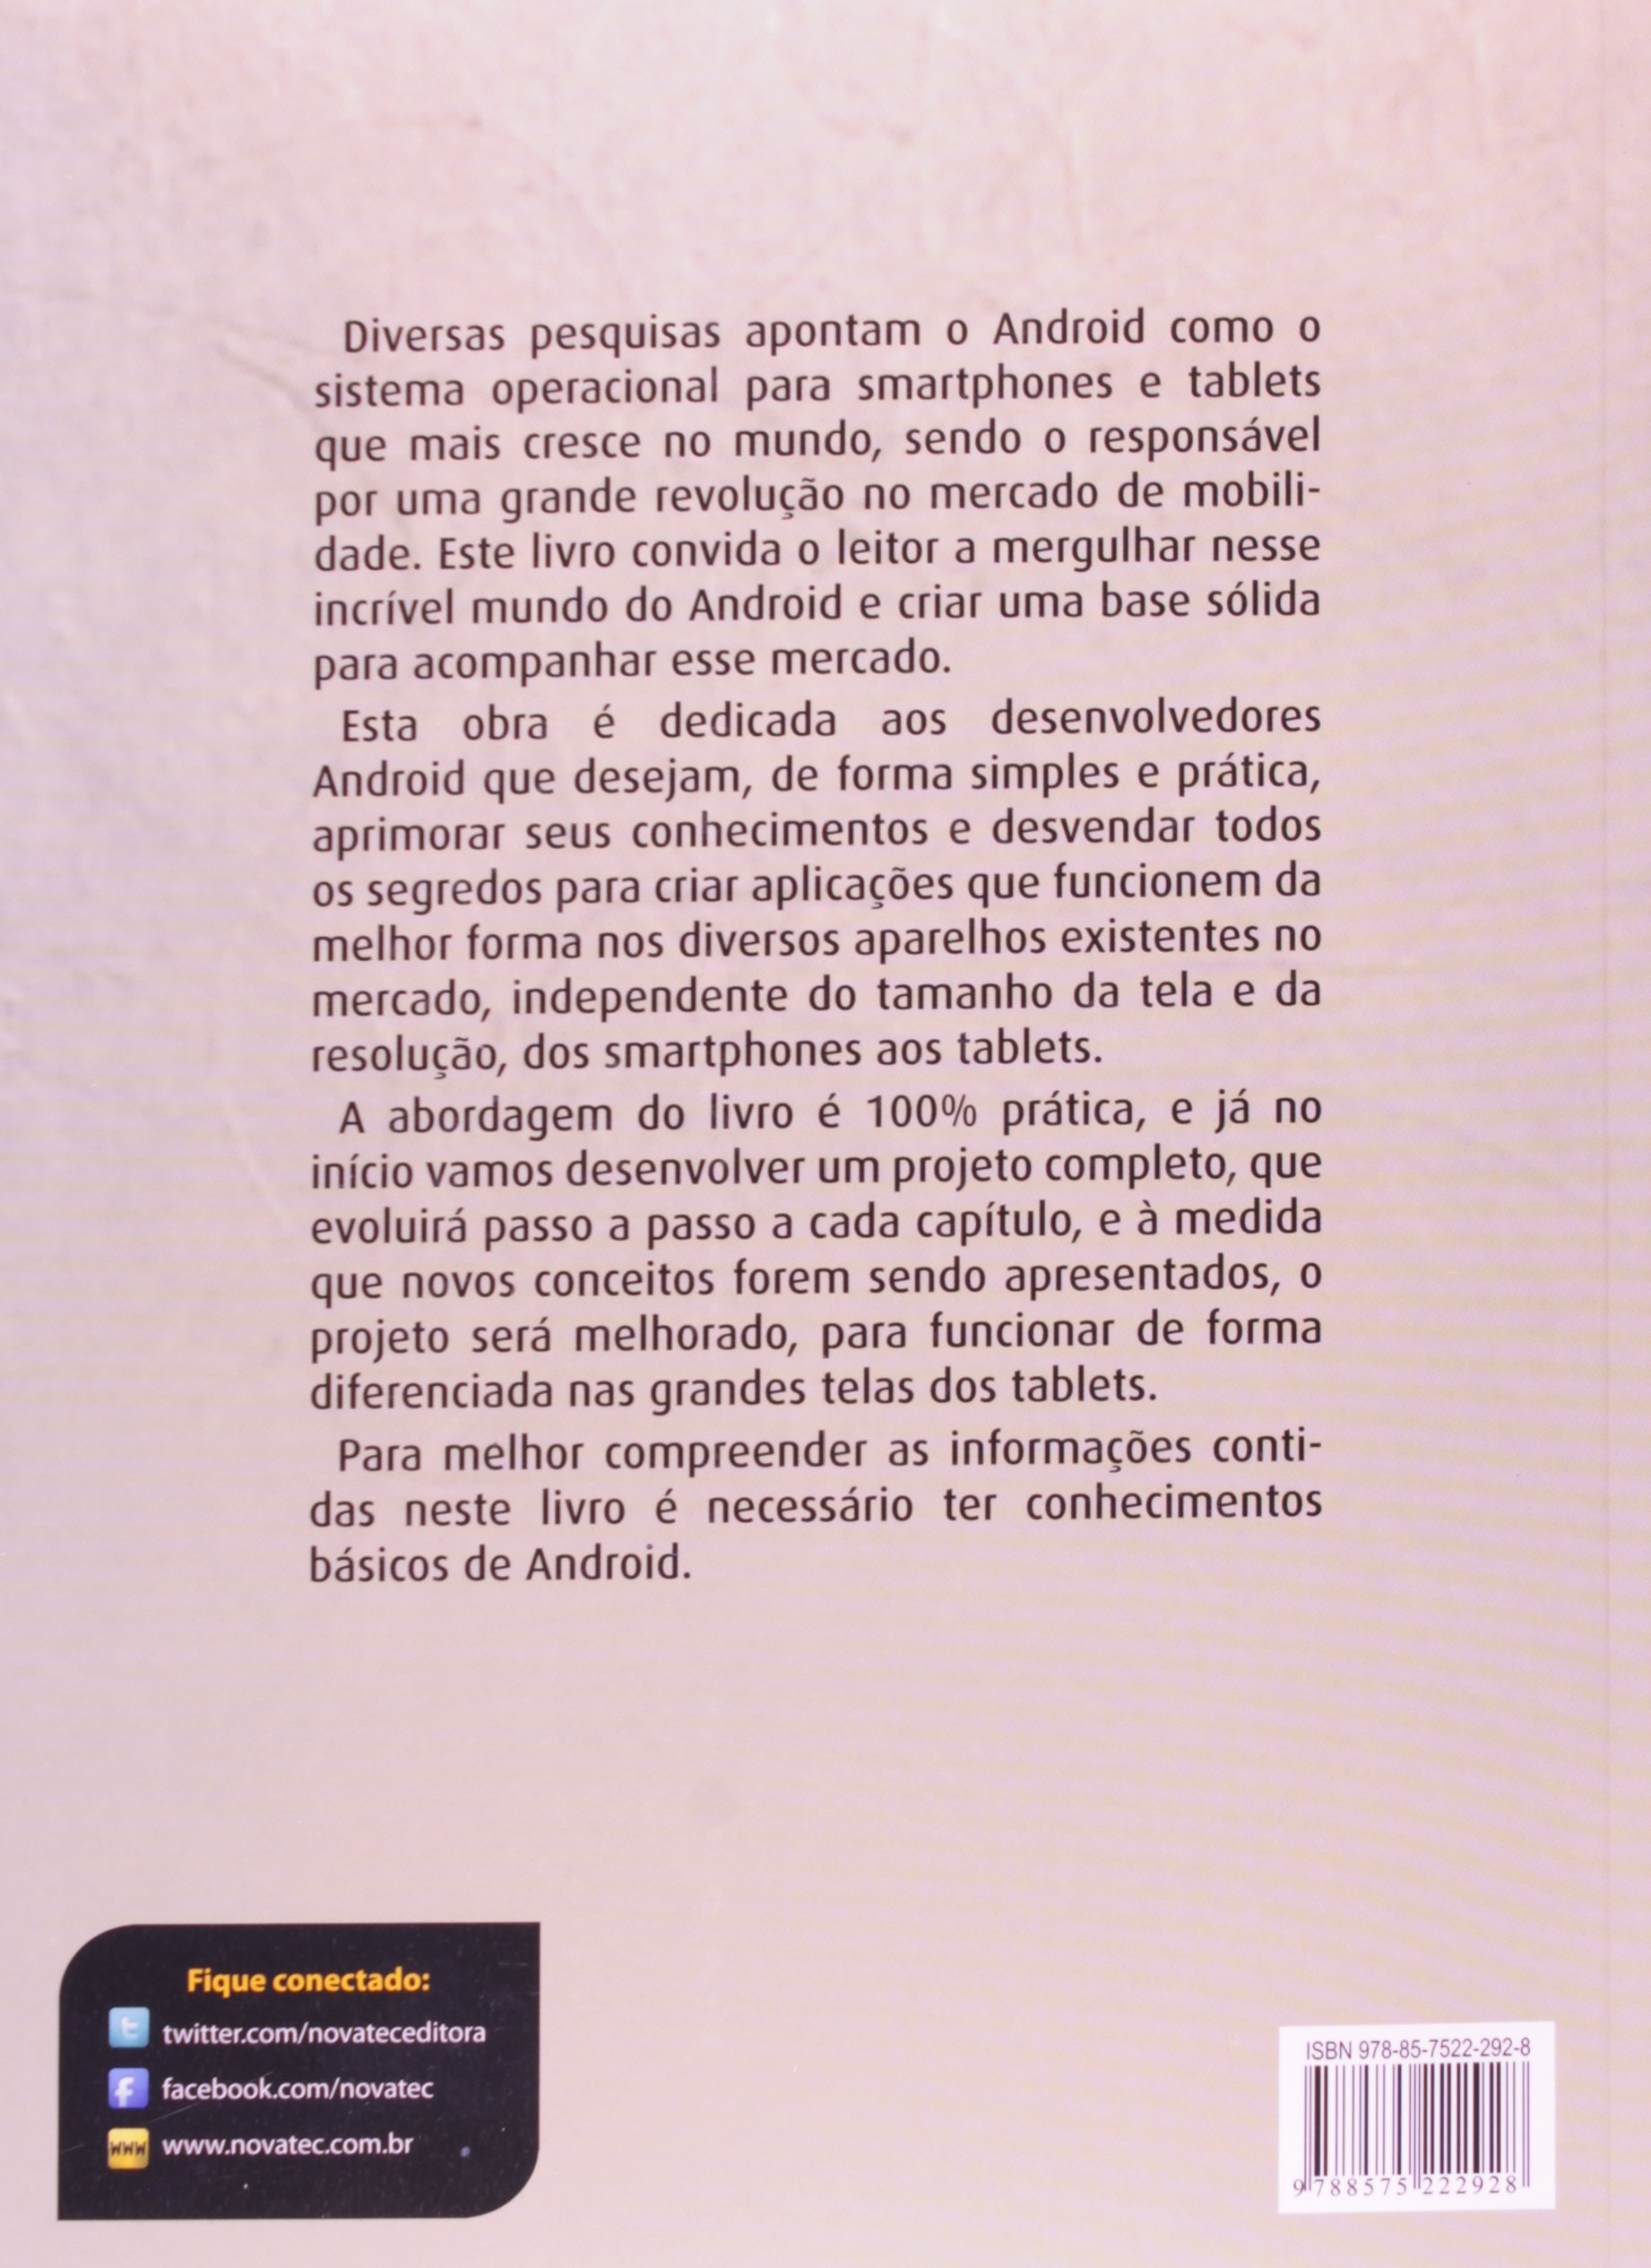 Diversas pesquisas apontam o Android como o
sistema operacional para smartphones e tablets
que mais cresce no mundo, sendo o responsável
por uma grande revolução no mercado de mobili-
dade. Este livro convida o leitor a mergulhar nesse
incrível mundo do Android e criar uma base sólida
para acompanhar esse mercado.
Esta obra é dedicada aos desenvolvedores
Android que desejam, de forma simples e prática,
aprimorar seus conhecimentos e desvendar todos
os segredos para criar aplicações que funcionem da
melhor forma nos diversos aparelhos existentes no
mercado, independente do tamanho da tela e da
resolução, dos smartphones aos tablets.
A abordagem do livro é 100% prática, e já no
início vamos desenvolver um projeto completo, que
evoluirá passo a passo a cada capítulo, e à medida
que novos conceitos forem sendo apresentados, o
projeto será melhorado, para funcionar de forma
diferenciada nas grandes telas dos tablets.
Para melhor compreender as informações conti-
das neste livro é necessário ter conhecimentos
básicos de Android.
Fique conectado:
t twitter.com/novateceditora
f facebook.com/novatec
www www.novatec.com.br
ISBN 978-85-7522-292-8
9 788575 222928